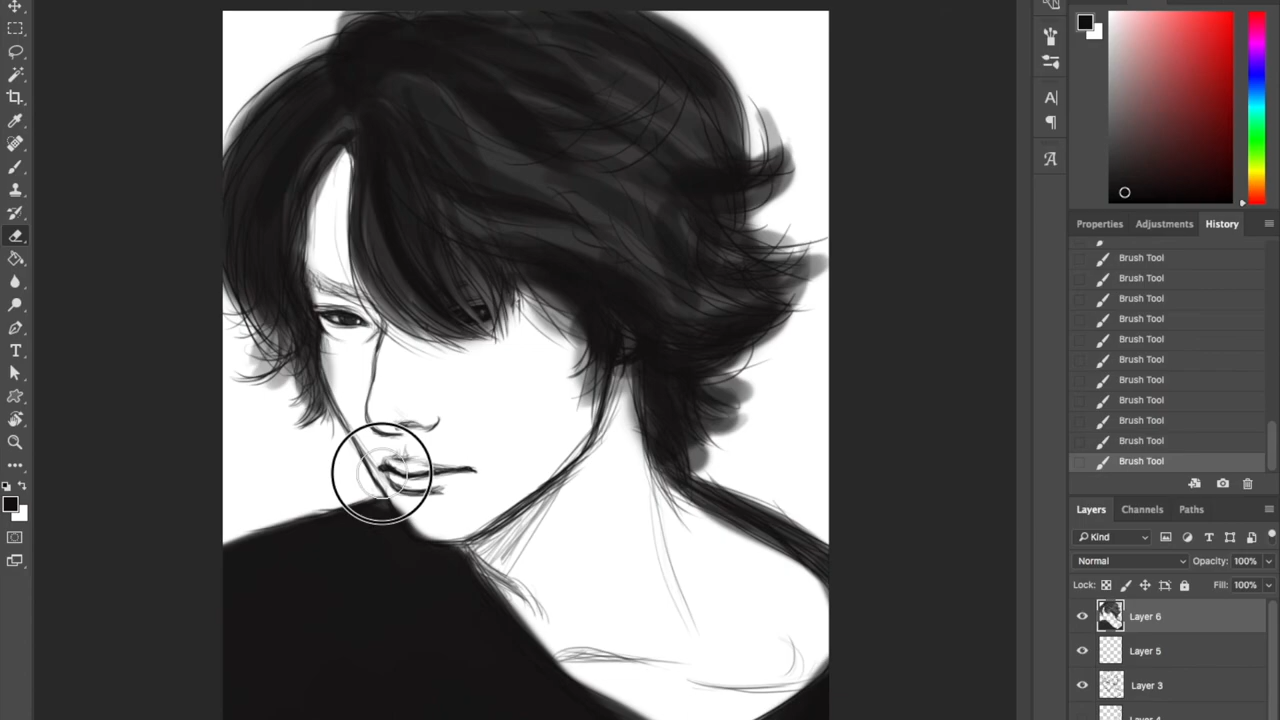 Properties Adjustments History
Brush Tool
Brush Tool
Brush Tool
Brush Tool
Brush Tool
Brush Tool
Brush Tool
Brush Tool
Brush Tool
Brush Tool
Brush Tool
Layers Channels Paths
Kind
Normal Opacity: 100%
Lock: Fill: 100%
Layer 6
Layer 5
Layer 3